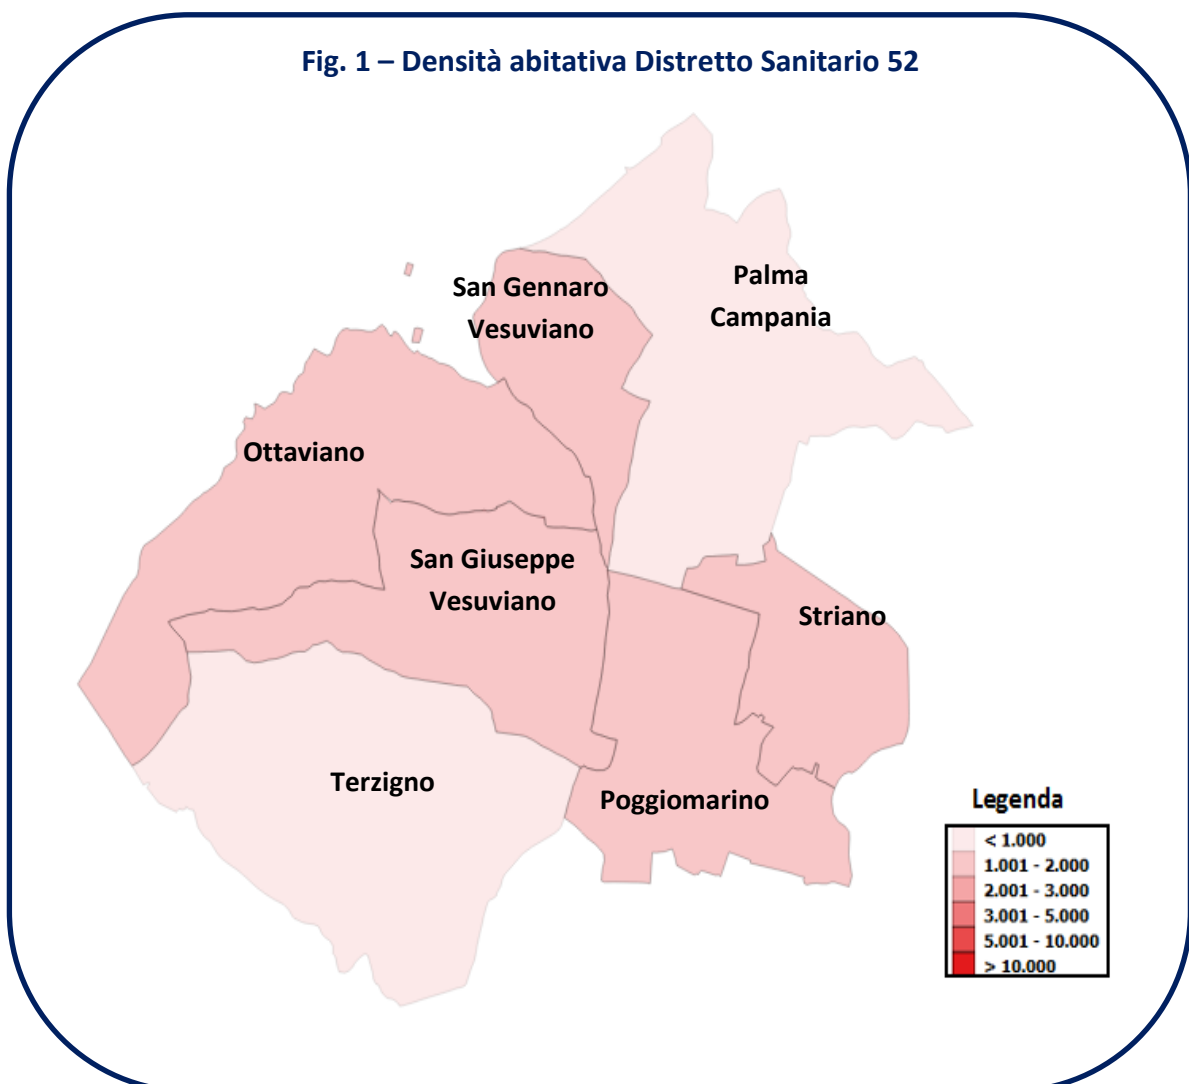 Fig. 1 – Densità abitativa Distretto Sanitario 52
Palma
Campania
San Gennaro
Vesuviano
Ottaviano
San Giuseppe
Vesuviano
Striano
Terzigno
Poggiomarino
Legenda
< 1.000
1.001 - 2.000
2.001 - 3.000
3.001 - 5.000
5.001 - 10.000
> 10.000